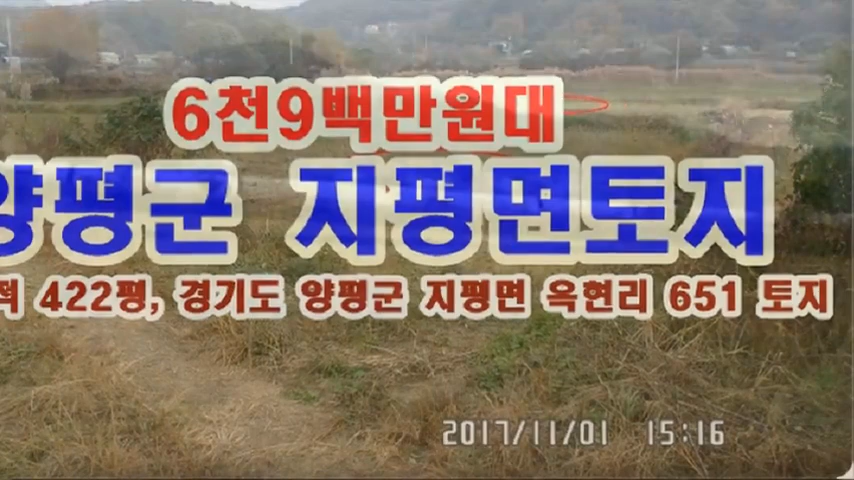 6천9백만원대
양평군 지평면토지
적 422평, 경기도 양평군 지평면 옥현리 651 토지
2017/11/01 15:16